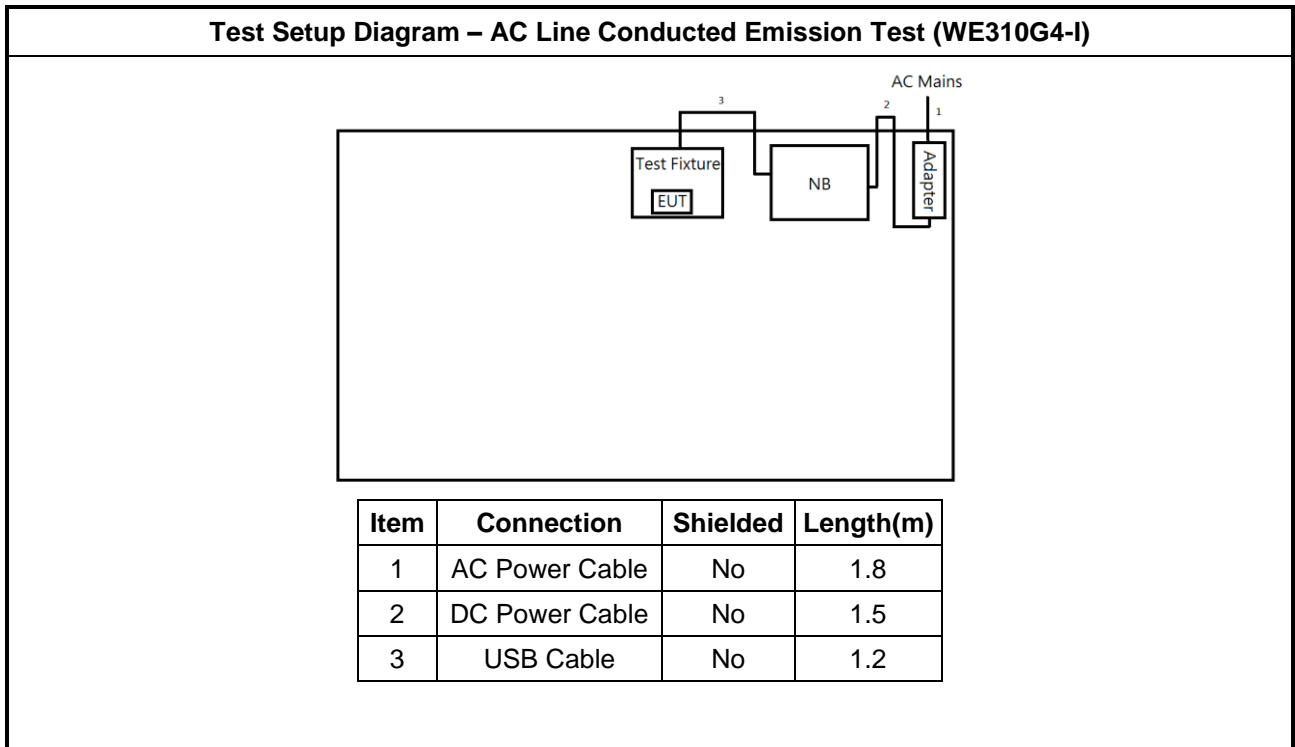 Test Setup Diagram – AC Line Conducted Emission Test (WE310G4-I)
AC Mains
3
2
1
Test Fixture
EUT
NB
Adapter
Item Connection Shielded Length(m)
1 AC Power Cable No 1.8
2 DC Power Cable No 1.5
3 USB Cable No 1.2